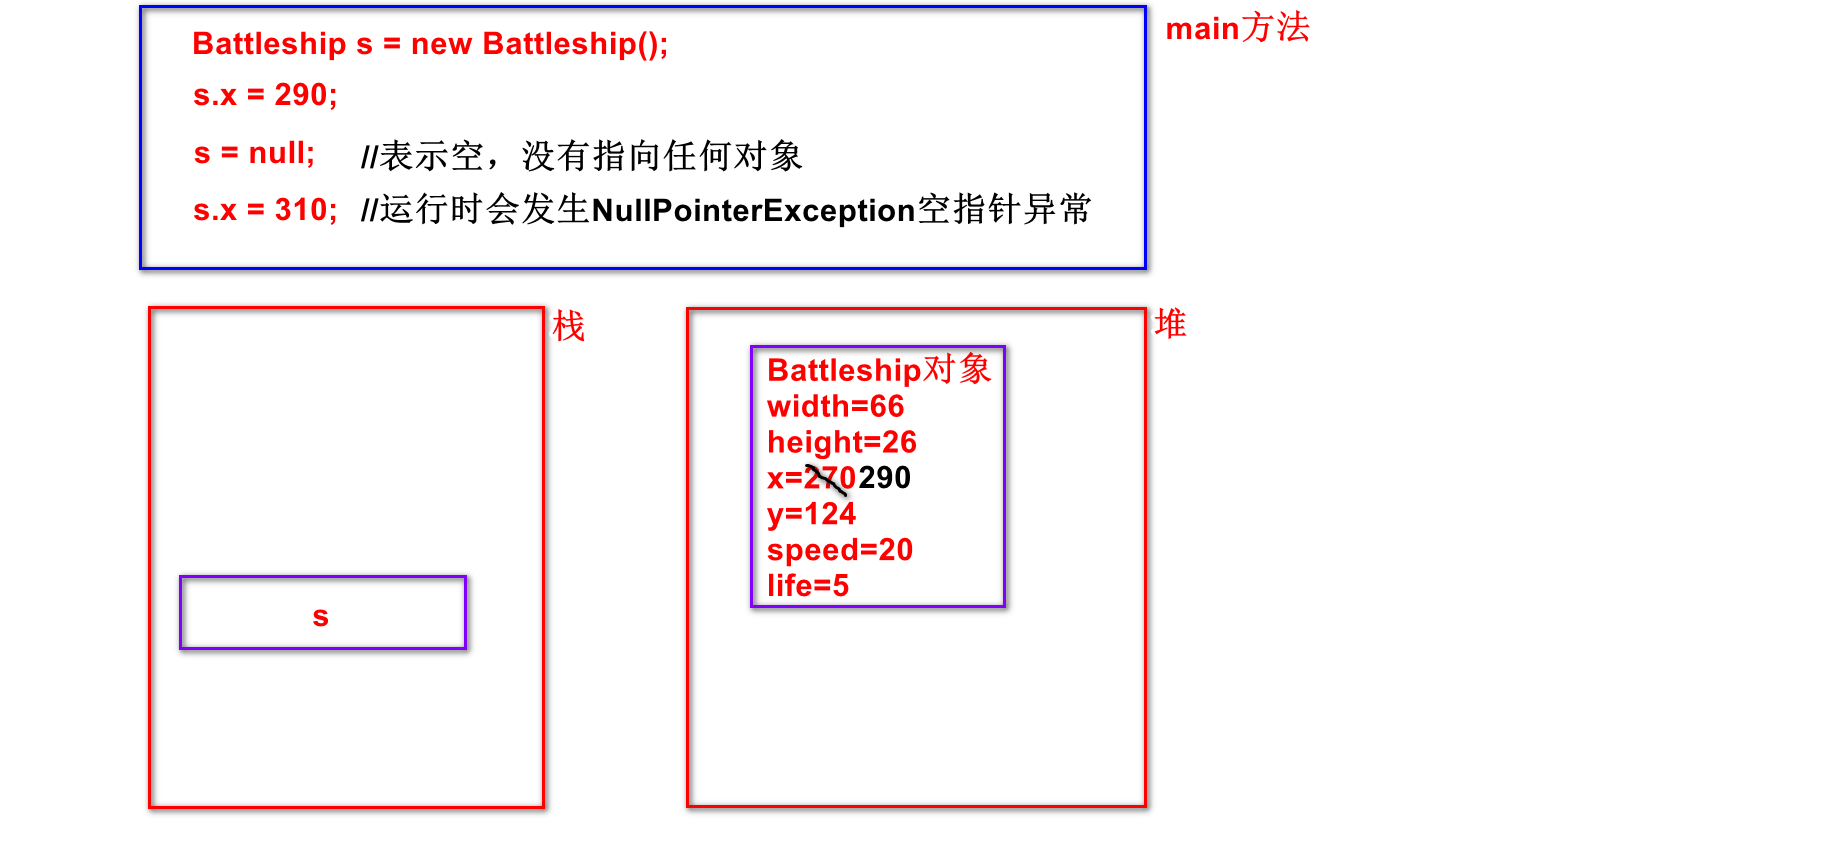 Battleship s = new Battleship();
main方法
s.x = 290;
s = null; //表示空，没有指向任何对象
s.x = 310; //运行时会发生NullPointerException空指针异常
栈
堆
Battleship对象
width=66
height=26
x=270290
y=124
speed=20
life=5
s